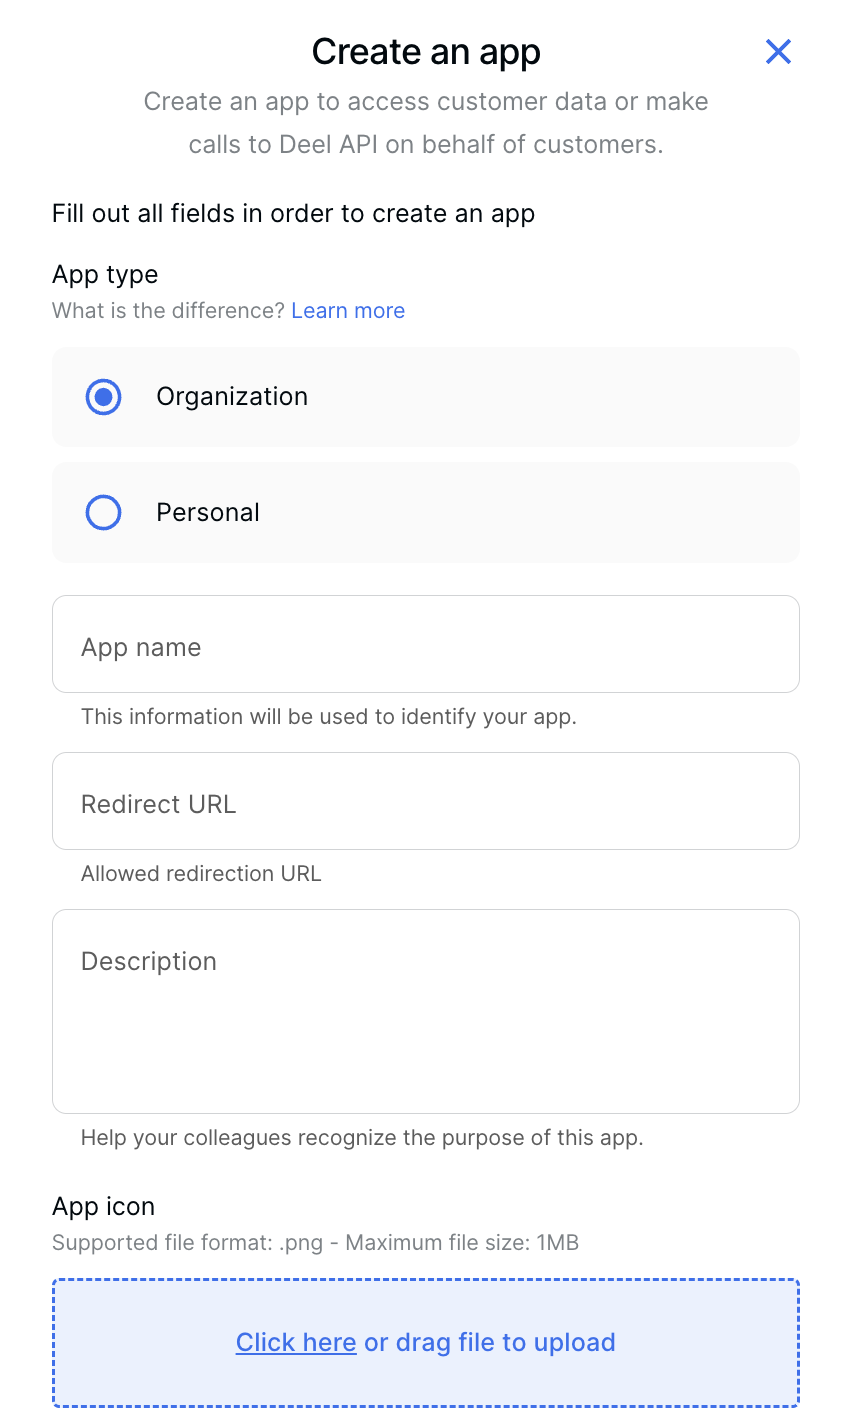 Create an app
Create an app to access customer data or make
calls to Deel API on behalf of customers.
Fill out all fields in order to create an app
App type
What is the difference? Learn more
Organization
Personal
App name
This information will be used to identify your app.
Redirect URL
Allowed redirection URL
Description
Help your colleagues recognize the purpose of this app.
App icon
Supported file format: .png - Maximum file size: 1MB
Click here or drag file to upload